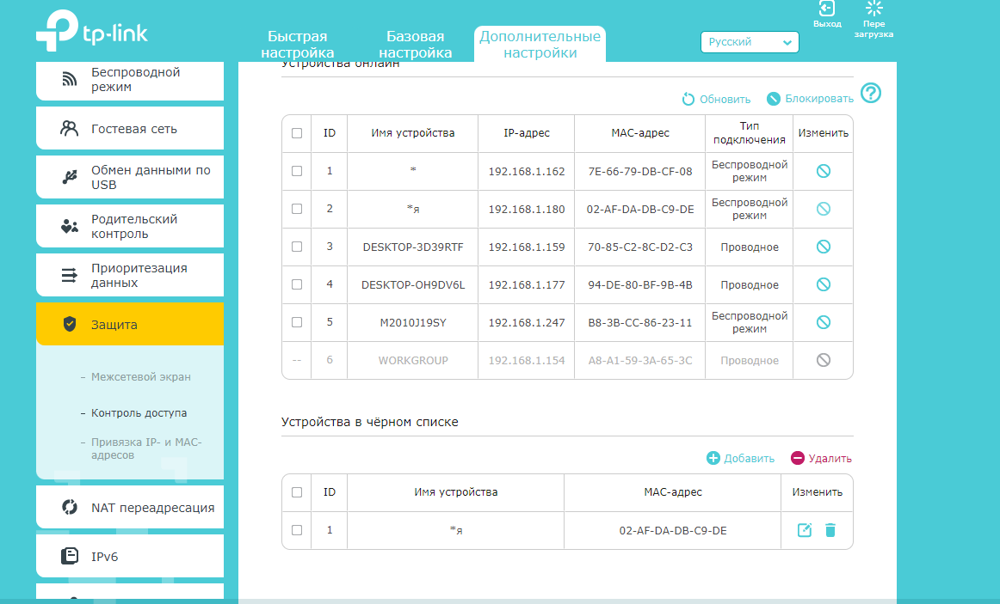 tp-link
Быстрая
настройка
Базовая
настройка
Дополнительные
настройки
Русский
Выход
Пере
загрузка
Беспроводной
режим
Гостевая сеть
Обмен данными по
USB
Родительский
контроль
Приоритезация
данных
Защита
– Межсетевой экран
– Контроль доступа
– Привязка IP- и MAC-
адресов
NAT переадресация
IPv6
Устройства онлайн
Обновить Блокировать ?
ID Имя устройства IP-адрес MAC-адрес Тип подключения Изменить
1 * 192.168.1.162 7E-66-79-DB-CF-08 Беспроводной режим
2 *я 192.168.1.180 02-AF-DA-DB-C9-DE Беспроводной режим
3 DESKTOP-3D39RTF 192.168.1.159 70-85-C2-8C-D2-C3 Проводное
4 DESKTOP-OH9DV6L 192.168.1.177 94-DE-80-BF-9B-4B Проводное
5 M2010J19SY 192.168.1.247 B8-3B-CC-86-23-11 Беспроводной режим
-- 6 WORKGROUP 192.168.1.154 A8-A1-59-3A-65-3C Проводное
Устройства в чёрном списке
Добавить Удалить
ID Имя устройства MAC-адрес Изменить
1 *я 02-AF-DA-DB-C9-DE